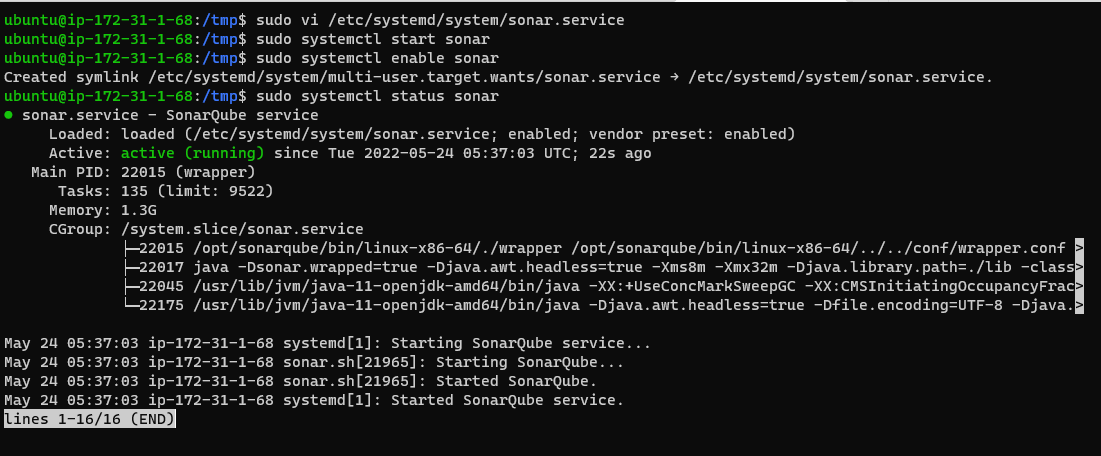 ubuntu@ip-172-31-1-68:/tmp$ sudo vi /etc/systemd/system/sonar.service
ubuntu@ip-172-31-1-68:/tmp$ sudo systemctl start sonar
ubuntu@ip-172-31-1-68:/tmp$ sudo systemctl enable sonar
Created symlink /etc/systemd/system/multi-user.target.wants/sonar.service → /etc/systemd/system/sonar.service.
ubuntu@ip-172-31-1-68:/tmp$ sudo systemctl status sonar
● sonar.service - SonarQube service
     Loaded: loaded (/etc/systemd/system/sonar.service; enabled; vendor preset: enabled)
     Active: active (running) since Tue 2022-05-24 05:37:03 UTC; 22s ago
   Main PID: 22015 (wrapper)
      Tasks: 135 (limit: 9522)
     Memory: 1.3G
     CGroup: /system.slice/sonar.service
             ├─22015 /opt/sonarqube/bin/linux-x86-64/./wrapper /opt/sonarqube/bin/linux-x86-64/../../conf/wrapper.conf >
             ├─22017 java -Dsonar.wrapped=true -Djava.awt.headless=true -Xms8m -Xmx32m -Djava.library.path=./lib -class>
             ├─22045 /usr/lib/jvm/java-11-openjdk-amd64/bin/java -XX:+UseConcMarkSweepGC -XX:CMSInitiatingOccupancyFrac>
             └─22175 /usr/lib/jvm/java-11-openjdk-amd64/bin/java -Djava.awt.headless=true -Dfile.encoding=UTF-8 -Djava.>

May 24 05:37:03 ip-172-31-1-68 systemd[1]: Starting SonarQube service...
May 24 05:37:03 ip-172-31-1-68 sonar.sh[21965]: Starting SonarQube...
May 24 05:37:03 ip-172-31-1-68 sonar.sh[21965]: Started SonarQube.
May 24 05:37:03 ip-172-31-1-68 systemd[1]: Started SonarQube service.
lines 1-16/16 (END)